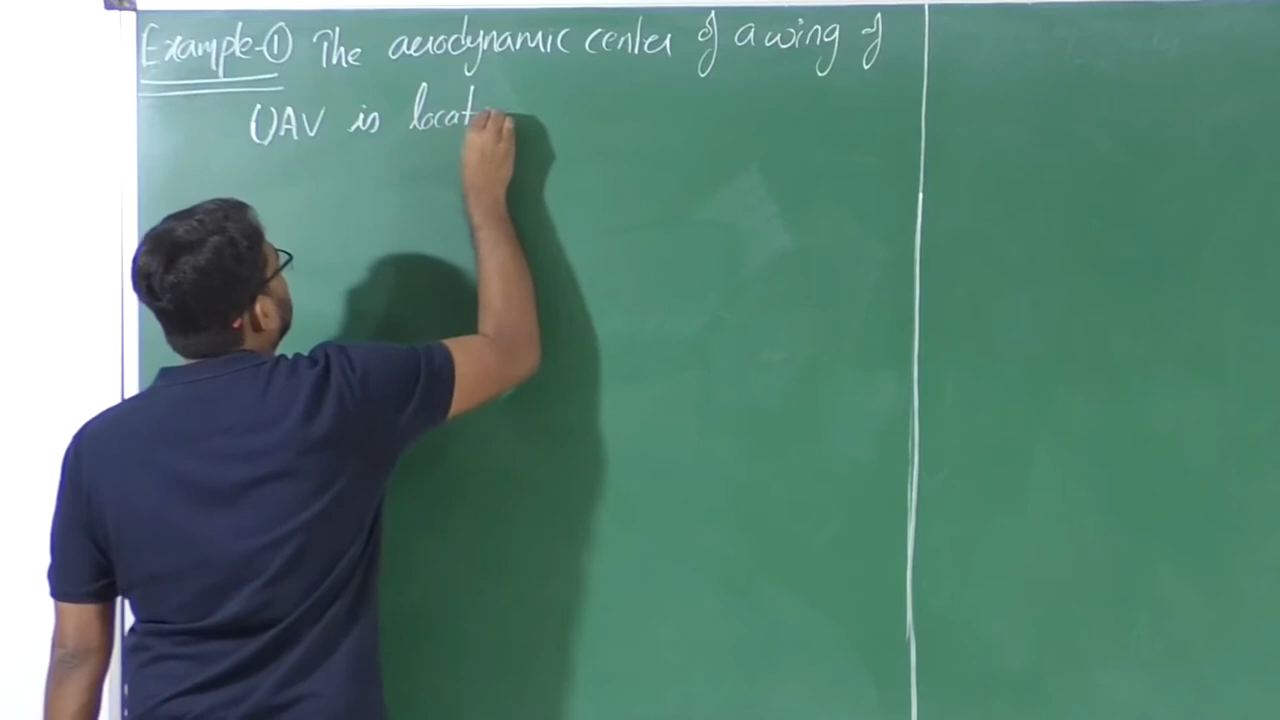 Example-① The aerodynamic center of a wing of
UAV is locat